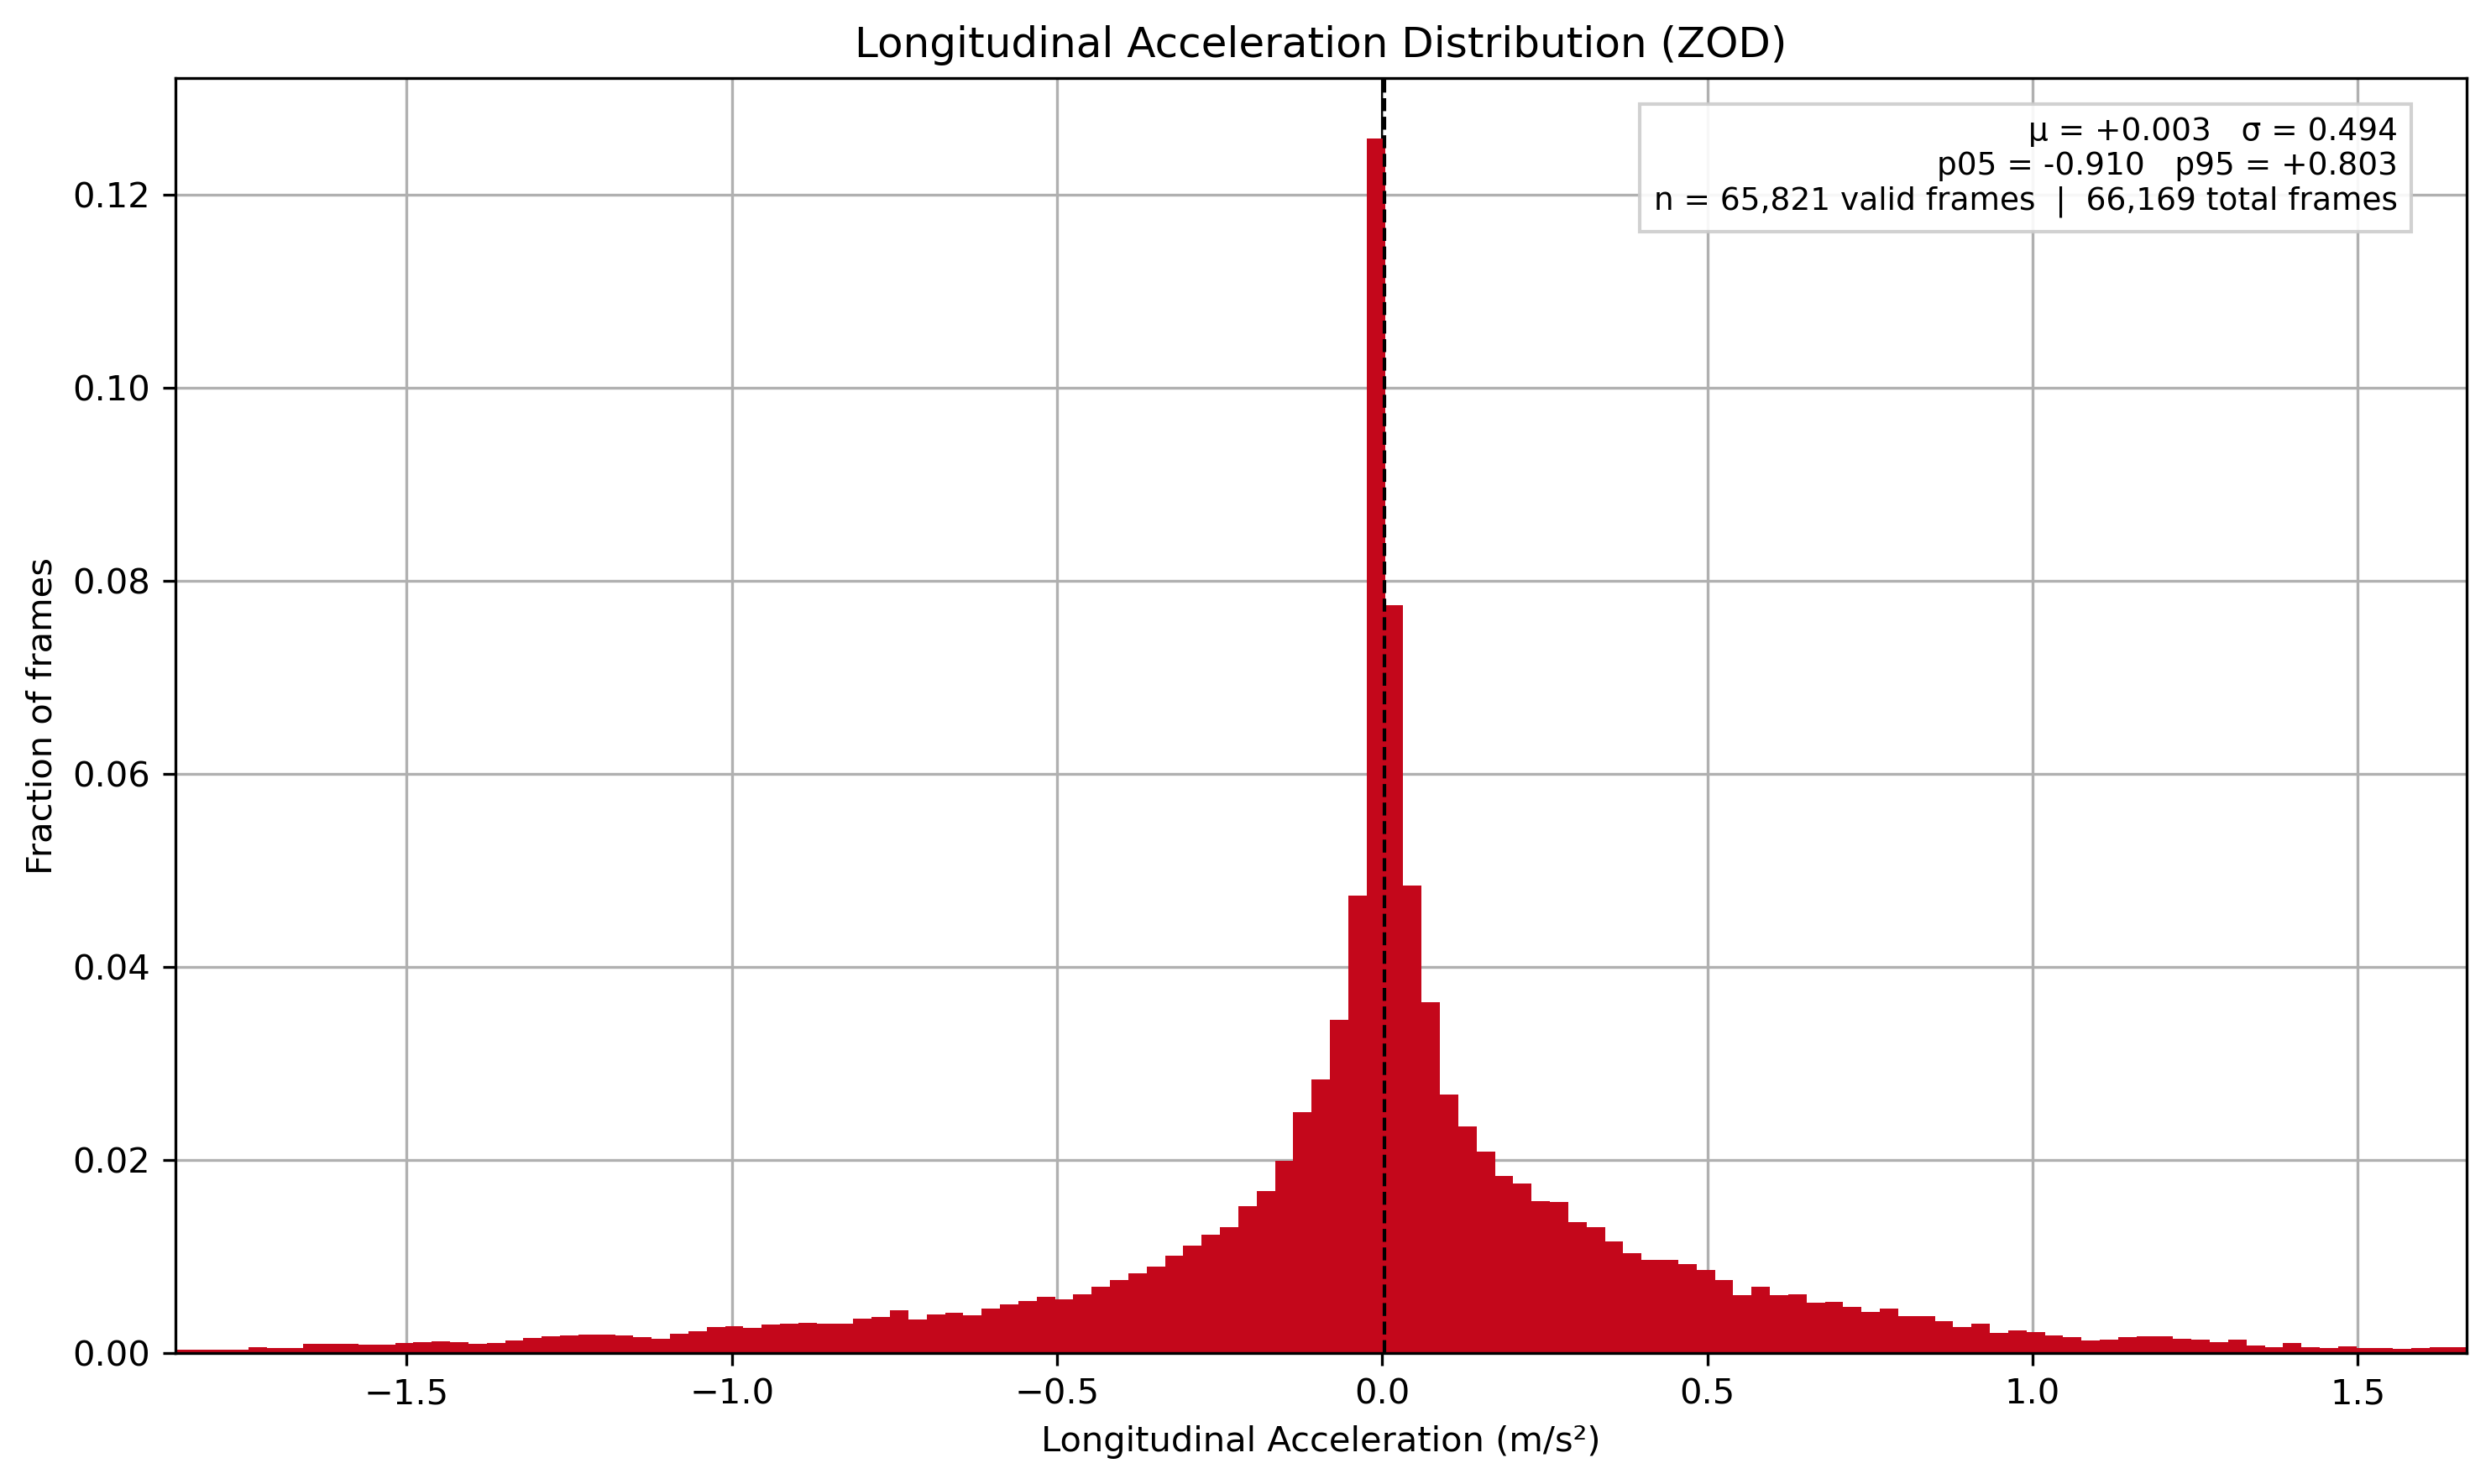 Longitudinal Acceleration Distribution (ZOD)
µ = +0.003   σ = 0.494
p05 = -0.910   p95 = +0.803
n = 65,821 valid frames  |  66,169 total frames
Fraction of frames
0.12
0.10
0.08
0.06
0.04
0.02
0.00
−1.5
−1.0
−0.5
0.0
0.5
1.0
1.5
Longitudinal Acceleration (m/s²)